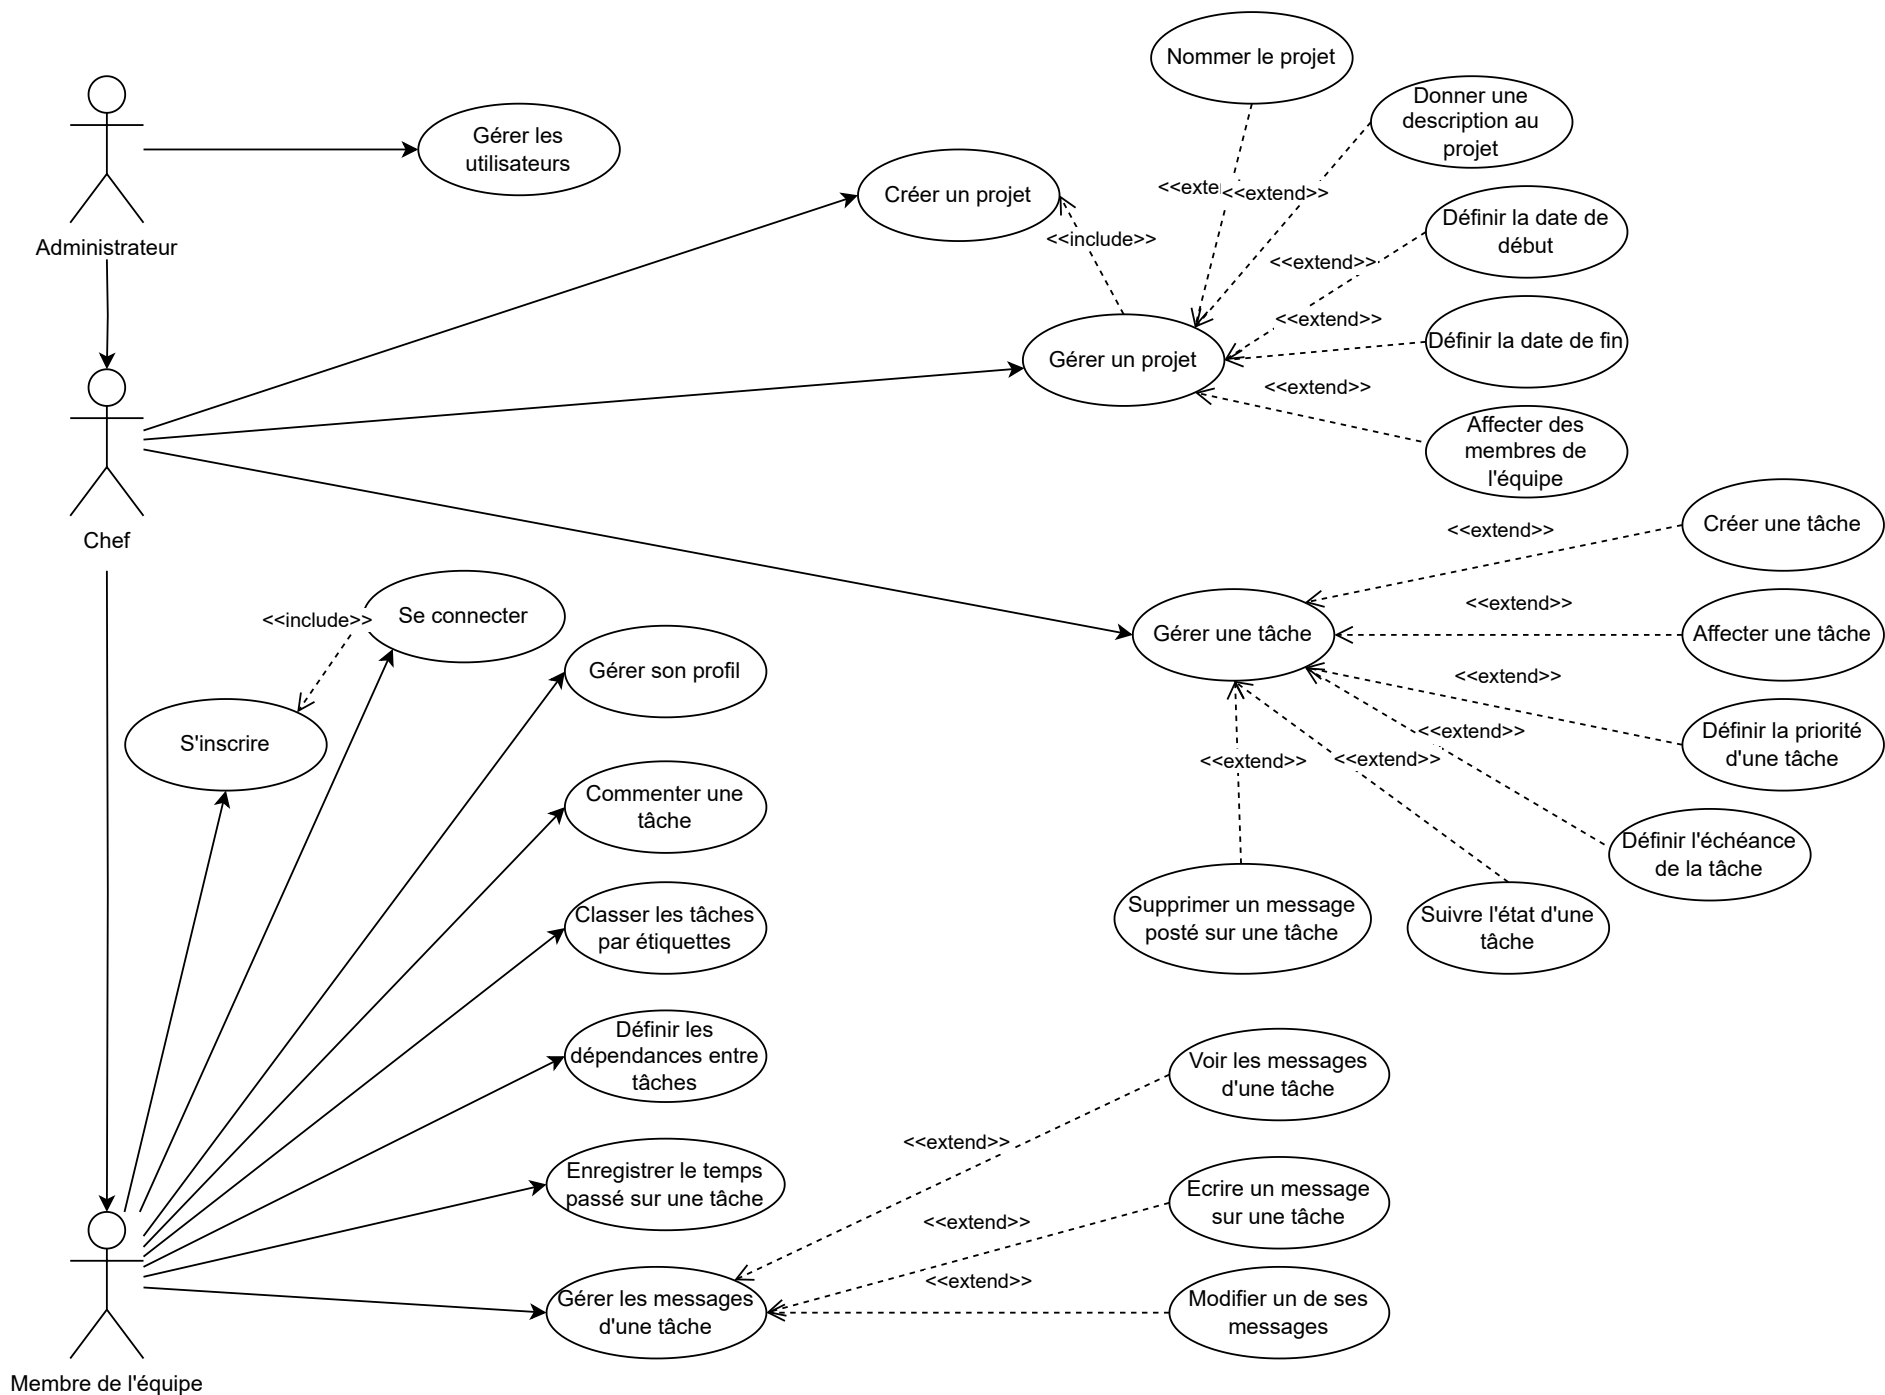 Nommer le projet
Donner une
description au
projet
Gérer les
utilisateurs
Créer un projet
<<exte
<<extend>>
Définir la date de
début
Administrateur
<<include>>
<<extend>>
<<extend>>
Définir la date de fin
Gérer un projet
<<extend>>
Affecter des
membres de
l'équipe
Chef
<<extend>>
Créer une tâche
Se connecter
<<include>>
<<extend>>
Gérer une tâche
Affecter une tâche
Gérer son profil
<<extend>>
S'inscrire
<<extend>>
Définir la priorité
d'une tâche
<<extend>>
<<extend>>
Commenter une
tâche
Définir l'échéance
de la tâche
Classer les tâches
par étiquettes
Supprimer un message
posté sur une tâche
Suivre l'état d'une
tâche
Définir les
dépendances entre
tâches
Voir les messages
d'une tâche
<<extend>>
Enregistrer le temps
passé sur une tâche
Ecrire un message
sur une tâche
<<extend>>
<<extend>>
Gérer les messages
d'une tâche
Modifier un de ses
messages
Membre de l'équipe